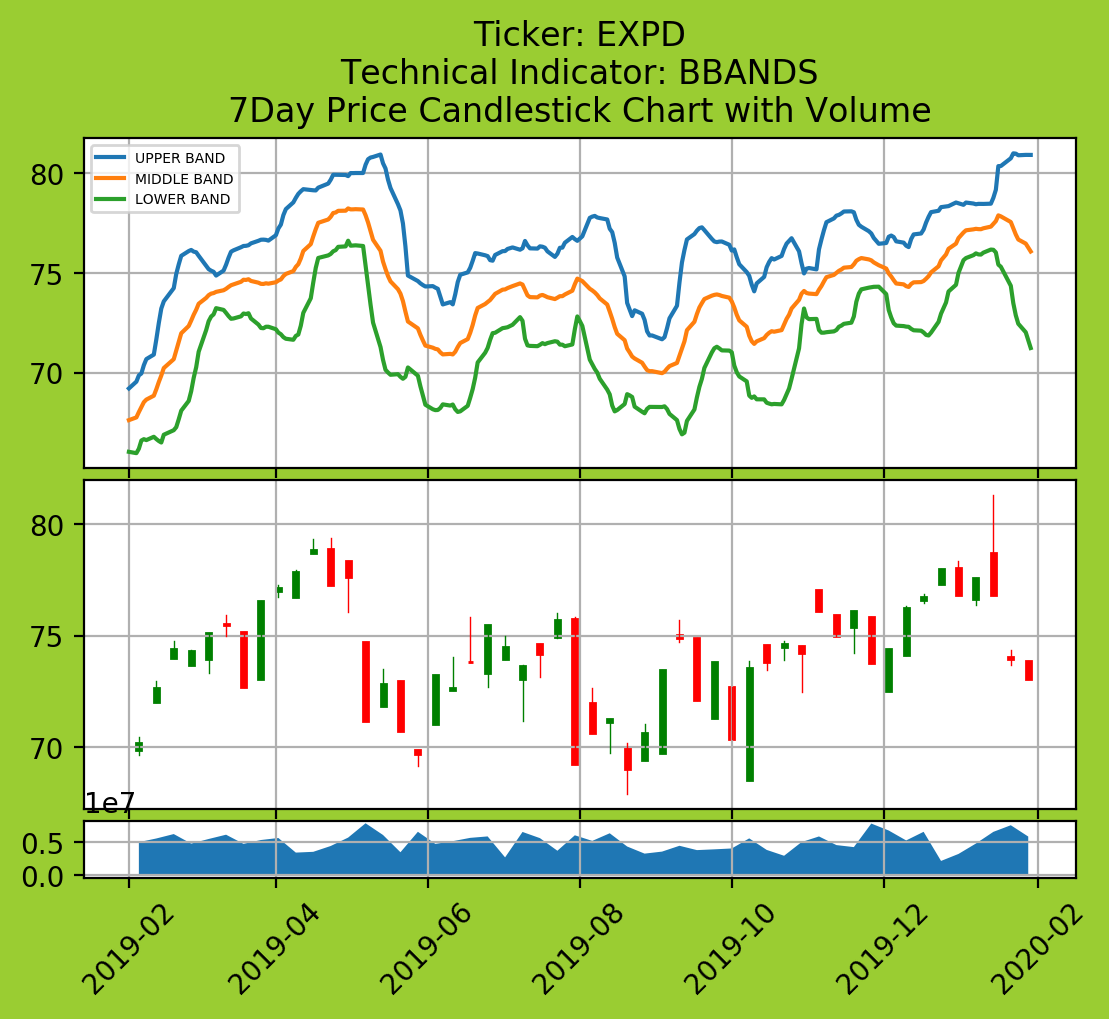 Ticker: EXPD
Technical Indicator: BBANDS
7Day Price Candlestick Chart with Volume
UPPER BAND
MIDDLE BAND
LOWER BAND
80
75
70
80
75
70
1e7
0.5
0.0
2019-02
2019-04
2019-06
2019-08
2019-10
2019-12
2020-02